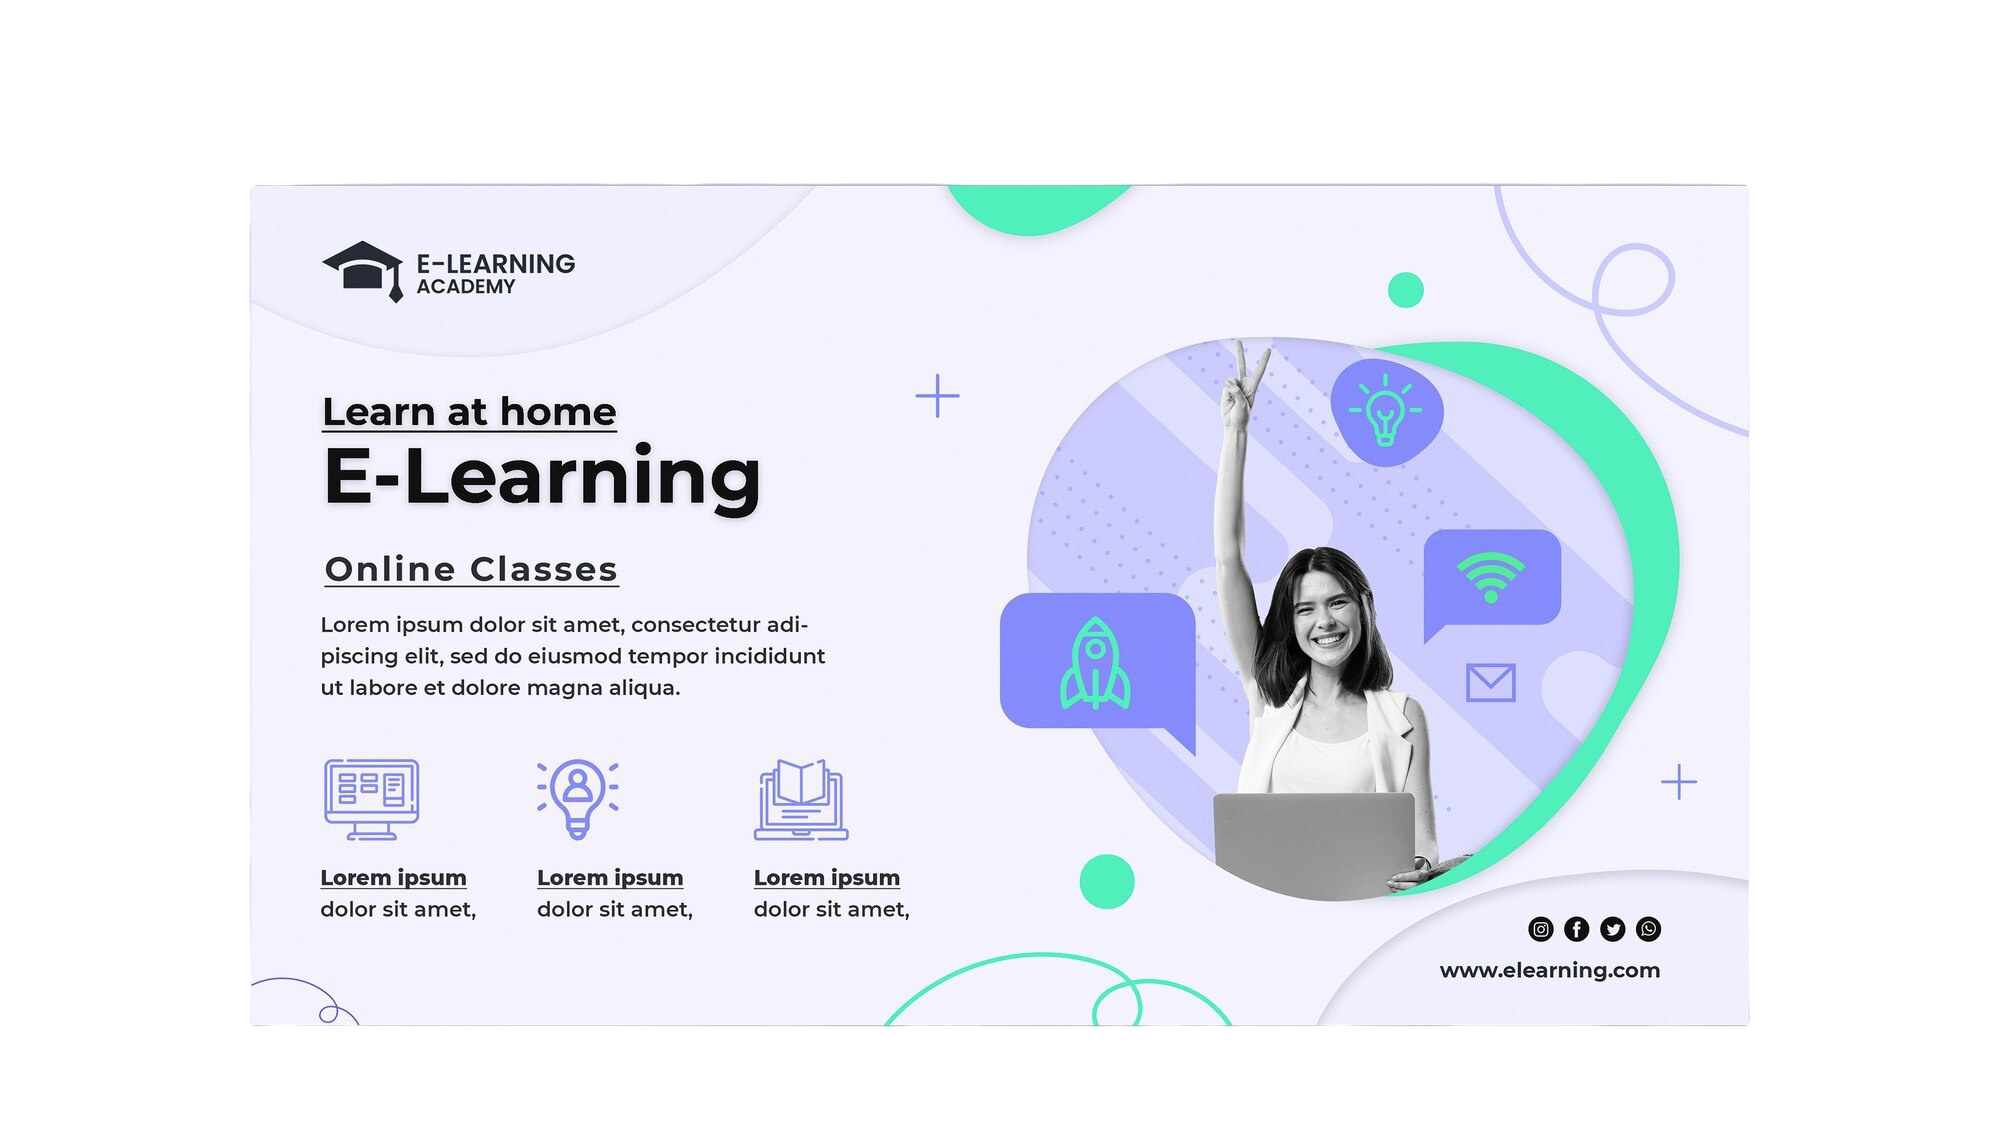 E-LEARNING
ACADEMY
Learn at home
E-Learning
Online Classes
Lorem ipsum dolor sit amet, consectetur adi-
piscing elit, sed do eiusmod tempor incididunt
ut labore et dolore magna aliqua.
Lorem ipsum
dolor sit amet,
Lorem ipsum
dolor sit amet,
Lorem ipsum
dolor sit amet,
www.elearning.com